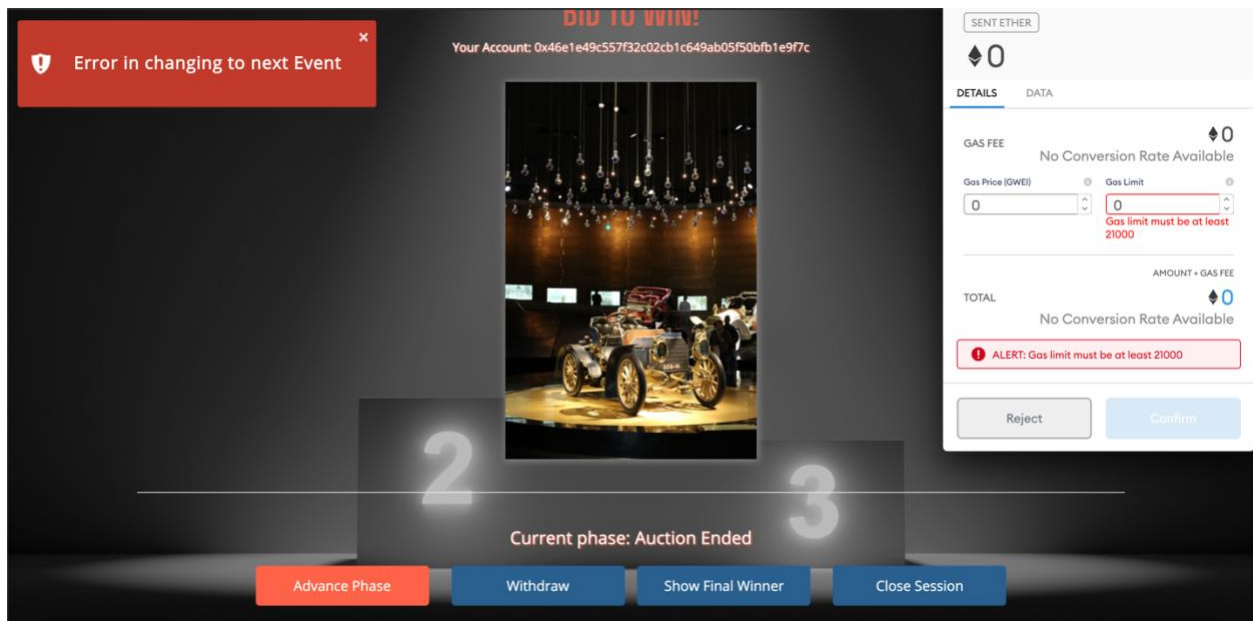 BID TO WIN!
Your Account: 0x46e1e49c557f32c02cb1c649ab05f50bfb1e9f7c
Error in changing to next Event
×
2
3
Current phase: Auction Ended
Advance Phase
Withdraw
Show Final Winner
Close Session
SENT ETHER
0
DETAILS
DATA
GAS FEE
0
No Conversion Rate Available
Gas Price (GWEI)
Gas Limit
0
0
Gas limit must be at least
21000
AMOUNT + GAS FEE
TOTAL
0
No Conversion Rate Available
ALERT: Gas limit must be at least 21000
Reject
Confirm